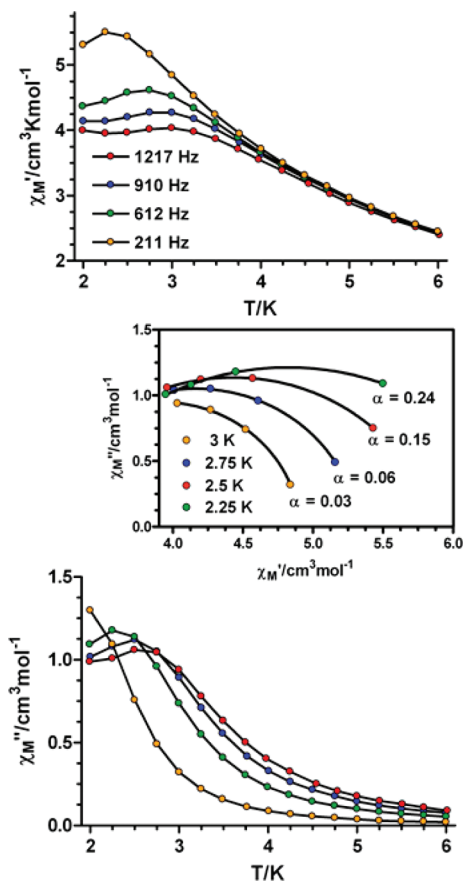 5
4
3
2
χM'/cm³Kmol⁻¹
1217 Hz
910 Hz
612 Hz
211 Hz
2 3 4 5 6
T/K
1.5
1.0
0.5
0.0
χM''/cm³mol⁻¹
α = 0.24
α = 0.15
α = 0.06
α = 0.03
3 K
2.75 K
2.5 K
2.25 K
4.0 4.5 5.0 5.5 6.0
χM'/cm³mol⁻¹
1.5
1.0
0.5
0.0
χM''/cm³mol⁻¹
2 3 4 5 6
T/K